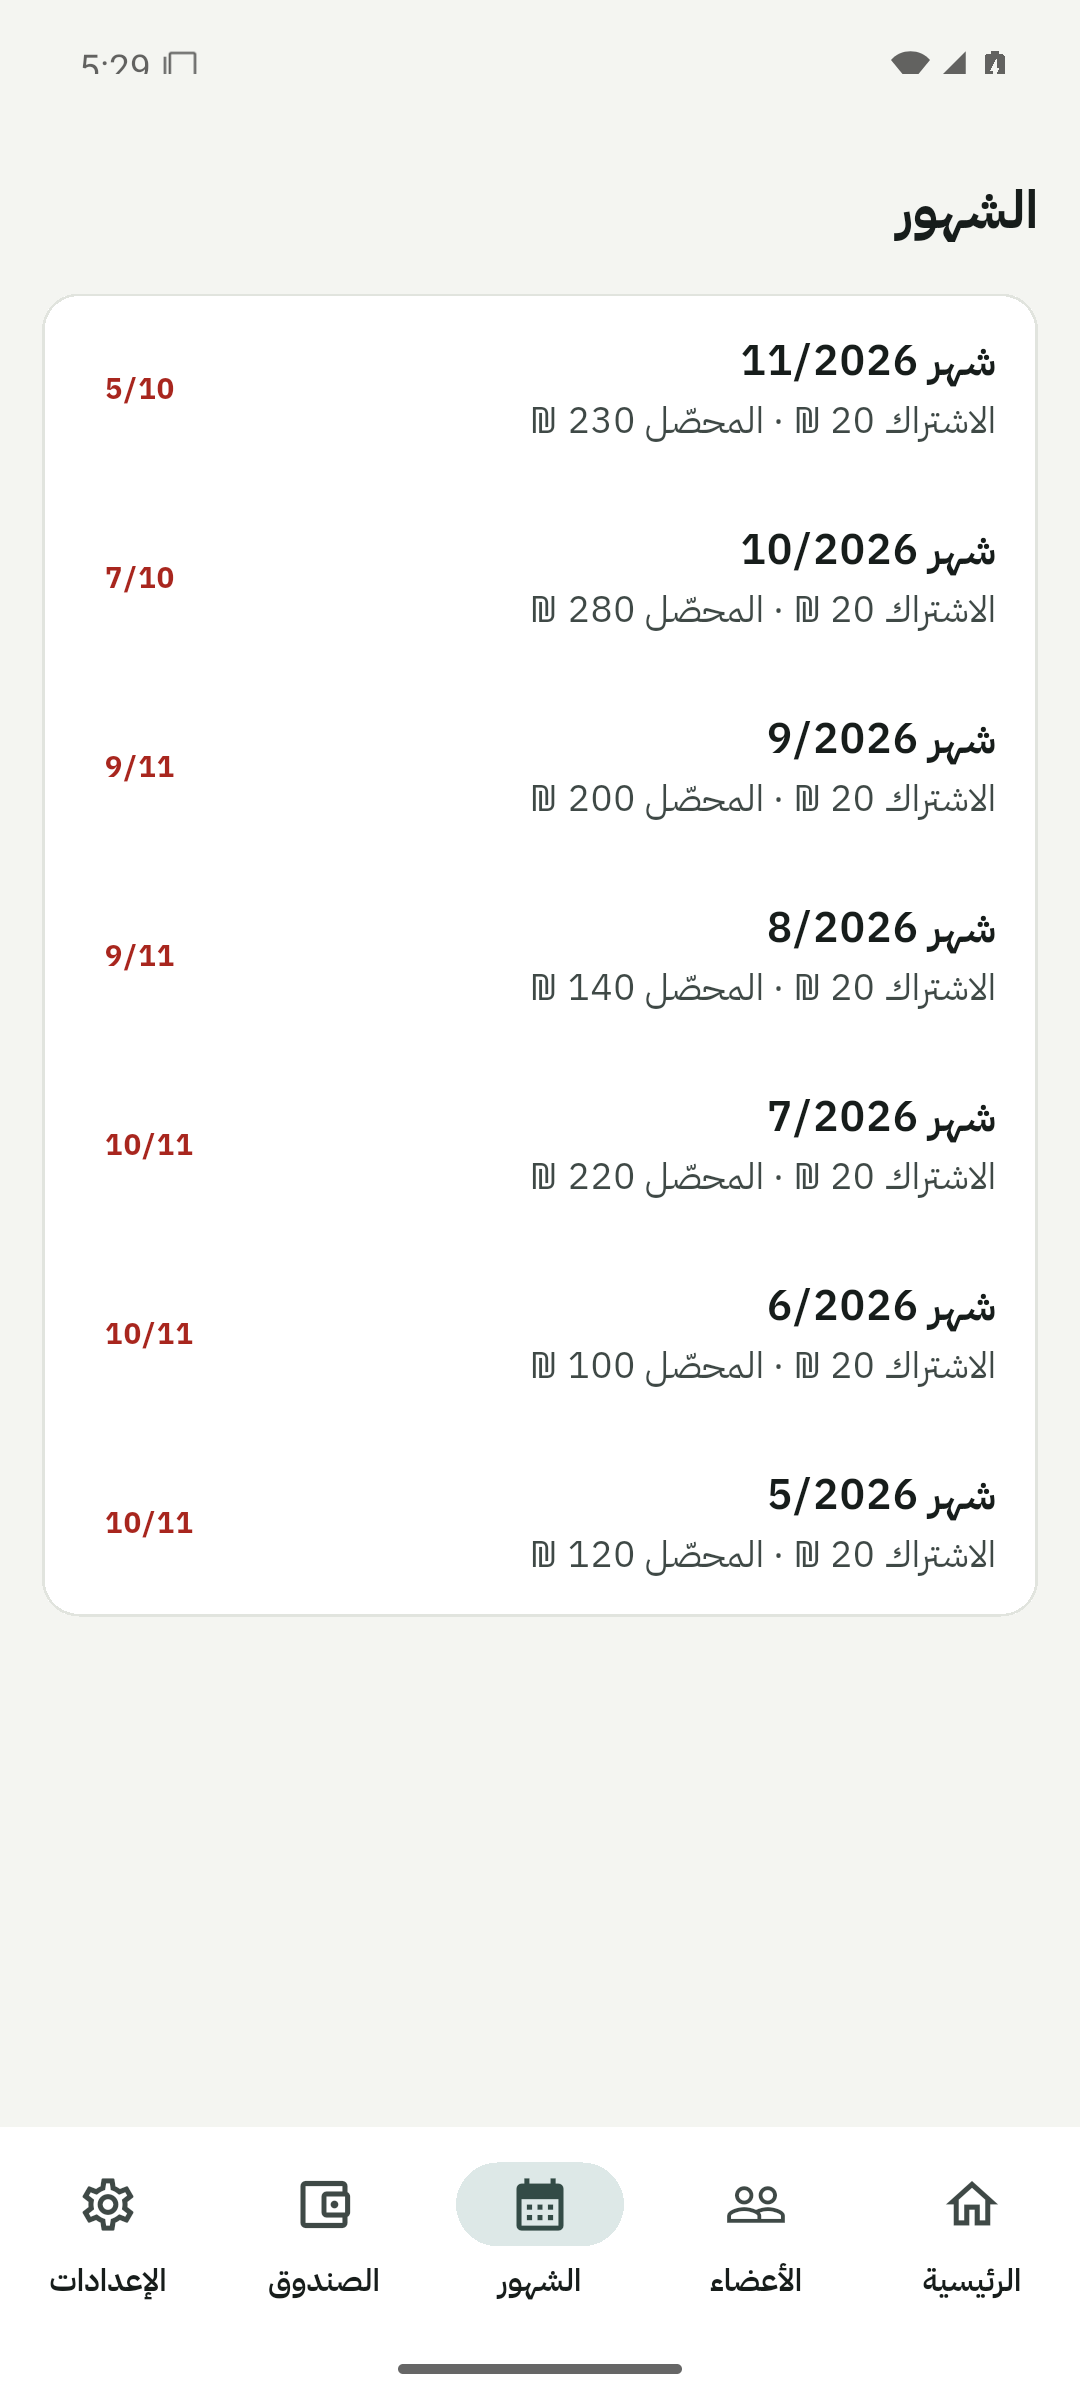 5:29
الشهور
شهر 11/2026
5/10
الاشتراك 20 ₪ · المحصّل 230 ₪
شهر 10/2026
7/10
الاشتراك 20 ₪ · المحصّل 280 ₪
شهر 9/2026
9/11
الاشتراك 20 ₪ · المحصّل 200 ₪
شهر 8/2026
9/11
الاشتراك 20 ₪ · المحصّل 140 ₪
شهر 7/2026
10/11
الاشتراك 20 ₪ · المحصّل 220 ₪
شهر 6/2026
10/11
الاشتراك 20 ₪ · المحصّل 100 ₪
شهر 5/2026
10/11
الاشتراك 20 ₪ · المحصّل 120 ₪
الرئيسية الأعضاء الشهور الصندوق الإعدادات